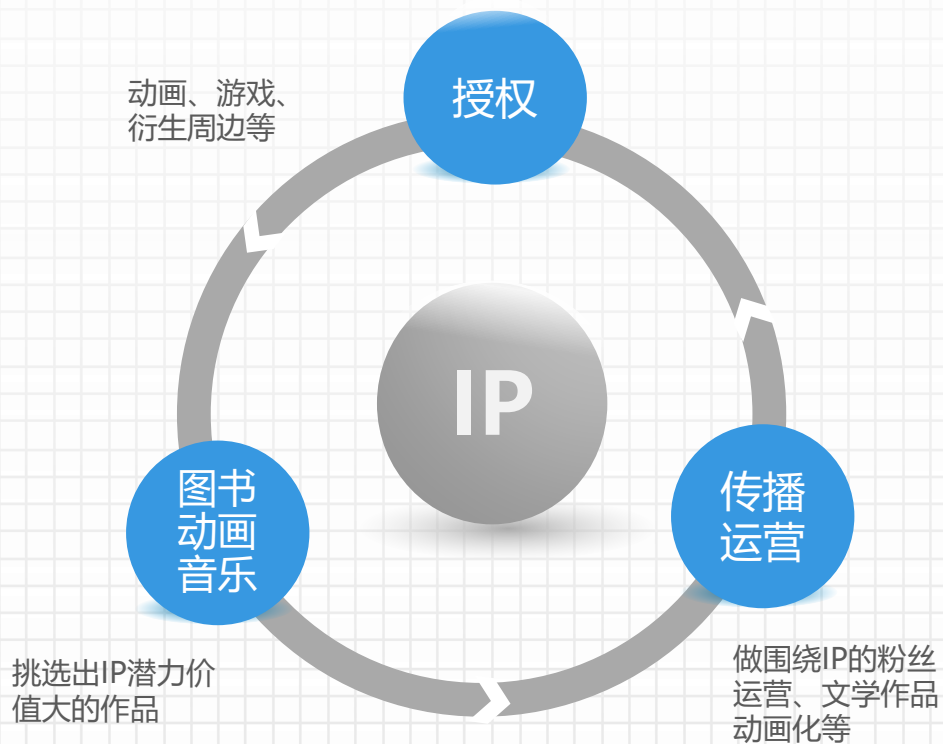 授权
动画、游戏、
衍生周边等
IP
图书
动画
音乐
传播
运营
挑选出IP潜力价
值大的作品
做围绕IP的粉丝
运营、文学作品
动画化等